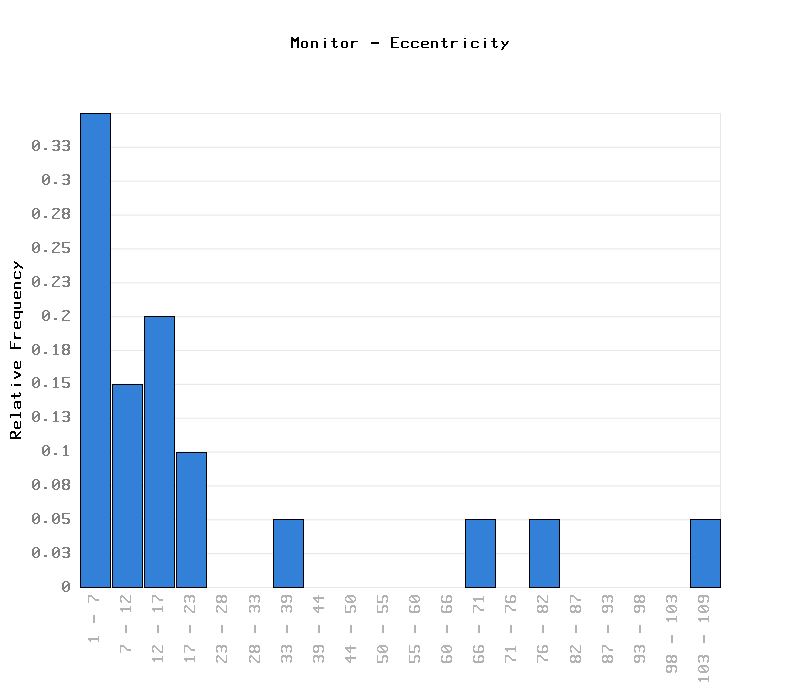 Monitor - Eccentricity
Relative Frequency
0.33
0.3
0.28
0.25
0.23
0.2
0.18
0.15
0.13
0.1
0.08
0.05
0.03
0
1 - 7
7 - 12
12 - 17
17 - 23
23 - 28
28 - 33
33 - 39
39 - 44
44 - 50
50 - 55
55 - 60
60 - 66
66 - 71
71 - 76
76 - 82
82 - 87
87 - 93
93 - 98
98 - 103
103 - 109